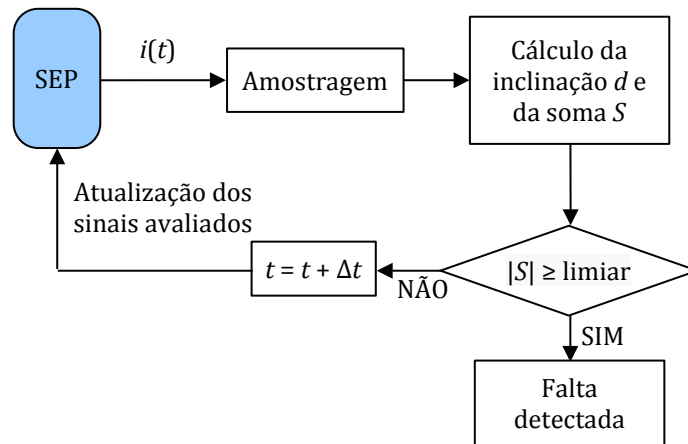 SEP
i(t)
Amostragem
Cálculo da
inclinação d e
da soma S
Atualização dos
sinais avaliados
t = t + Δt
NÃO
|S| ≥ limiar
SIM
Falta
detectada